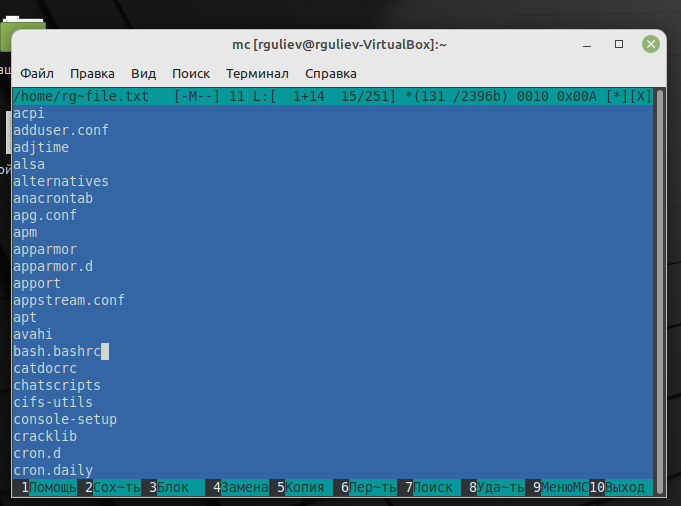 mc [rguliev@rguliev-VirtualBox]:~
Файл Правка Вид Поиск Терминал Справка
/home/rg~file.txt [-M--] 11 L:[ 1+14 15/251] *(131 /2396b) 0010 0x00A [*][X]
acpi
adduser.conf
adjtime
alsa
alternatives
anacrontab
apg.conf
apm
apparmor
apparmor.d
apport
appstream.conf
apt
avahi
bash.bashrc
catdocrc
chatscripts
cifs-utils
console-setup
cracklib
cron.d
cron.daily
1Помощь 2Сох~ть 3Блок 4Замена 5Копия 6Пер~ть 7Поиск 8Уда~ть 9МенюMC 10Выход